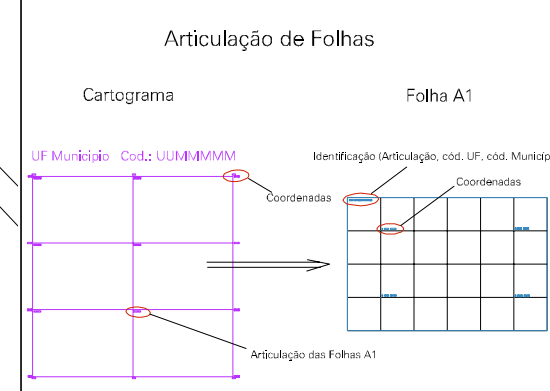 Articulação de Folhas
Cartograma
Folha A1
UF Municipio Cod.: UUMMMMM
Identificação (Articulação, cód. UF, cód. Municíp
Coordenadas
Coordenadas
Articulação das Folhas A1